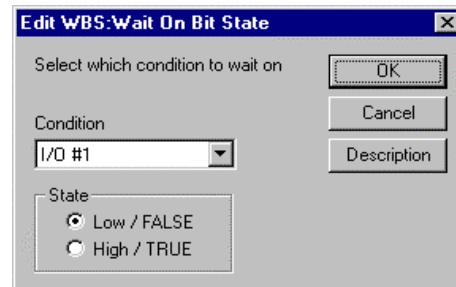 Edit WBS:Wait On Bit State
Select which condition to wait on
OK
Cancel
Condition
I/O #1
Description
State
Low / FALSE
High / TRUE